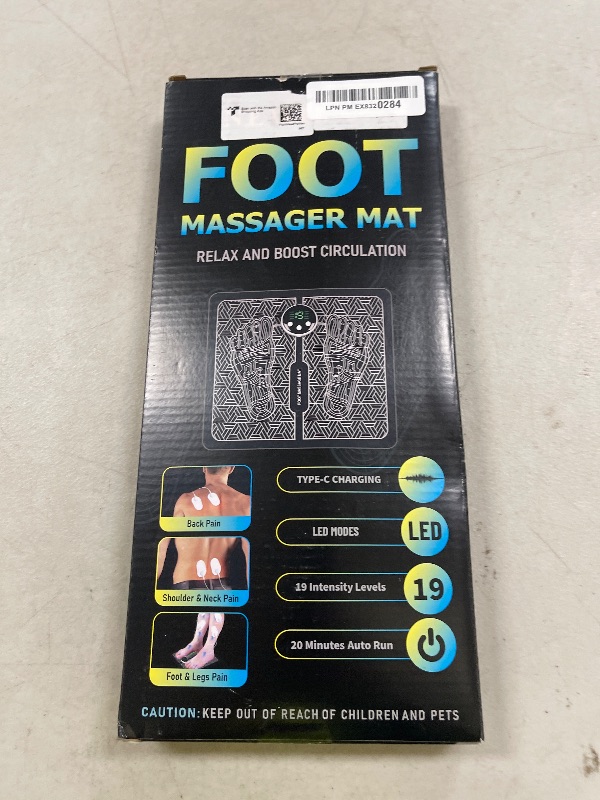 LPN PM EX8320284
FOOT
MASSAGER MAT
RELAX AND BOOST CIRCULATION
19
TYPE-C CHARGING
Back Pain
LED MODES
LED
Shoulder & Neck Pain
19 Intensity Levels
19
Foot & Legs Pain
20 Minutes Auto Run
CAUTION: KEEP OUT OF REACH OF CHILDREN AND PETS